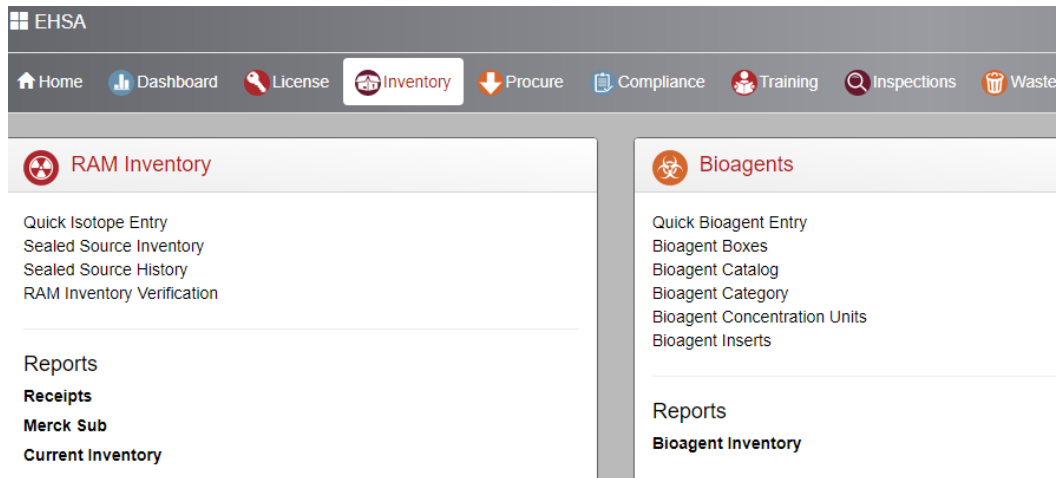 EHSA
Home Dashboard License Inventory Procure Compliance Training Inspections Waste
RAM Inventory
Quick Isotope Entry
Sealed Source Inventory
Sealed Source History
RAM Inventory Verification
Reports
Receipts
Merck Sub
Current Inventory
Bioagents
Quick Bioagent Entry
Bioagent Boxes
Bioagent Catalog
Bioagent Category
Bioagent Concentration Units
Bioagent Inserts
Reports
Bioagent Inventory